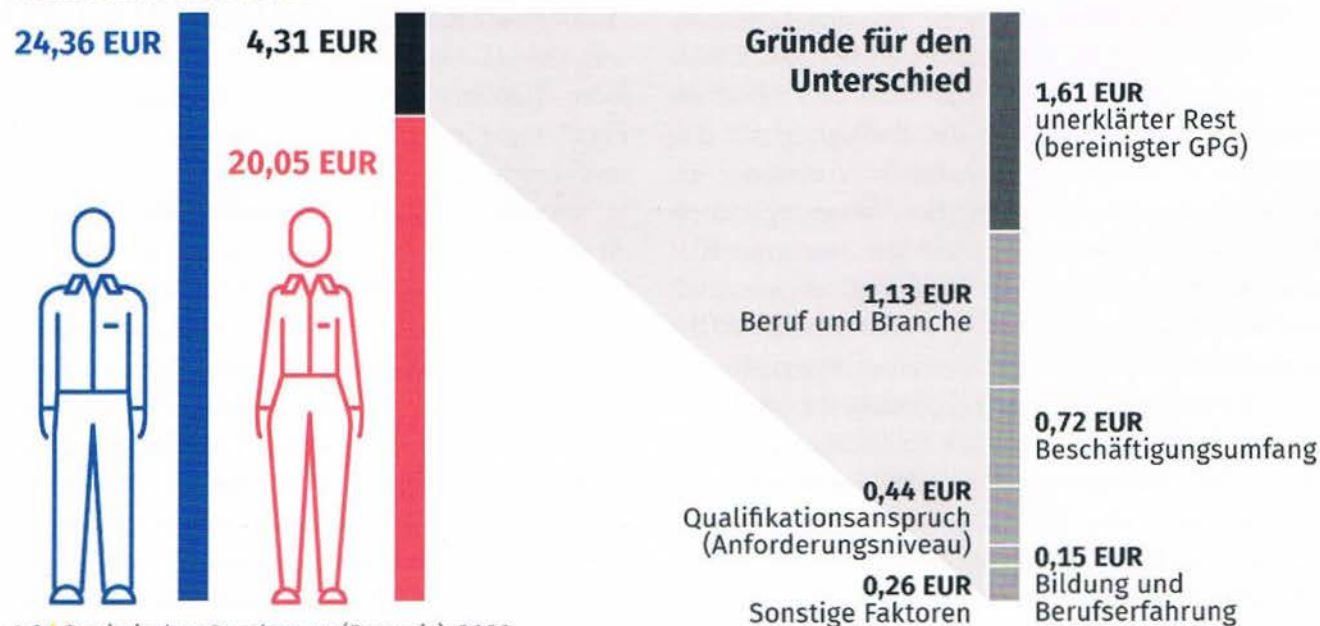 24,36 EUR
4,31 EUR
20,05 EUR
Gründe für den
Unterschied
1,61 EUR
unerklärter Rest
(bereinigter GPG)
1,13 EUR
Beruf und Branche
0,72 EUR
Beschäftigungsumfang
0,44 EUR
Qualifikationsanspruch
(Anforderungsniveau)
0,15 EUR
Bildung und
Berufserfahrung
0,26 EUR
Sonstige Faktoren